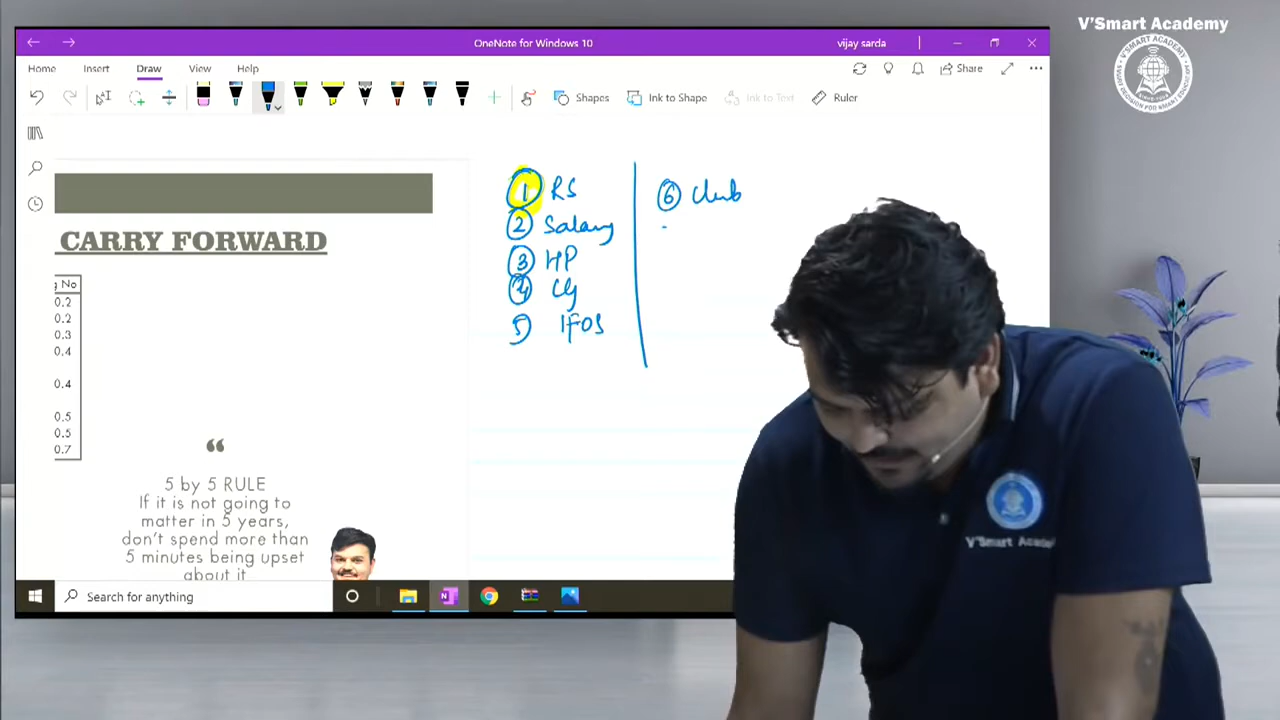 V'Smart Academy
OneNote for Windows 10
vijay sarda
Home Insert Draw View Help
Share
Shapes
Ink to Shape
Ink to Text
Ruler
CARRY FORWARD
g No
0.2
0.2
0.3
0.4
0.4
0.5
0.5
0.7
“
5 by 5 RULE
If it is not going to
matter in 5 years,
don't spend more than
5 minutes being upset
about it
1 RS
2 Salary
3 HP
4 CG
5 IFOS
6 Club
V'Smart Academy
Search for anything